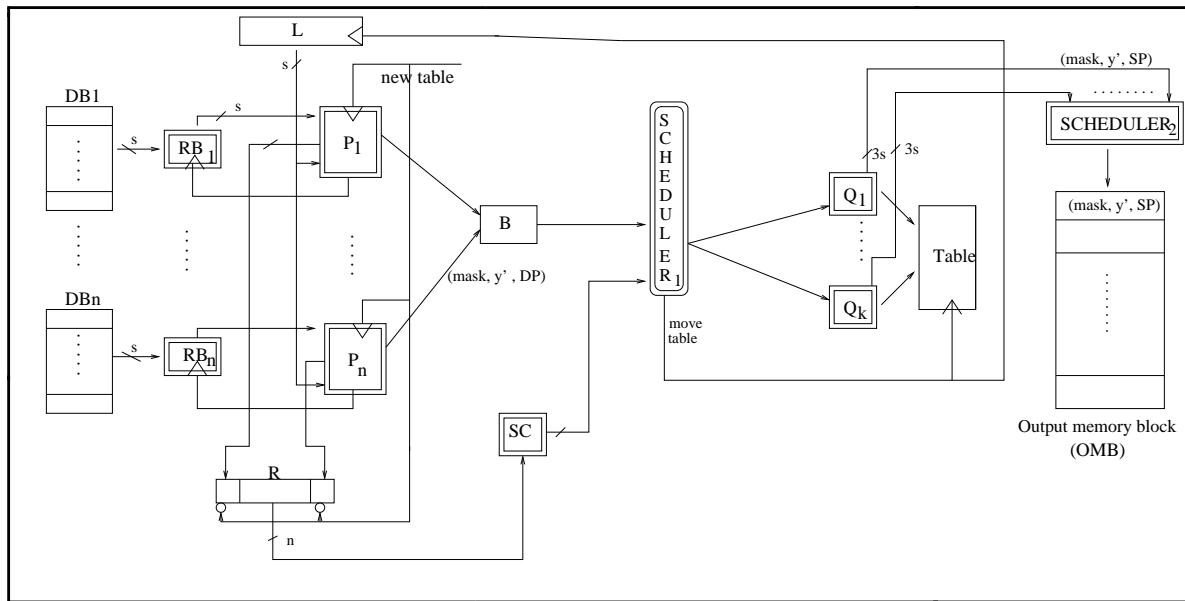 L
s
new table
(mask, y', SP)
DB1
s
s
RB1
P1
SCHEDULER1
SCHEDULER2
3s
3s
Q1
(mask, y', SP)
B
Table
(mask, y' , DP)
DBn
s
RBn
Pn
Qk
move
table
SC
Output memory block
(OMB)
R
n